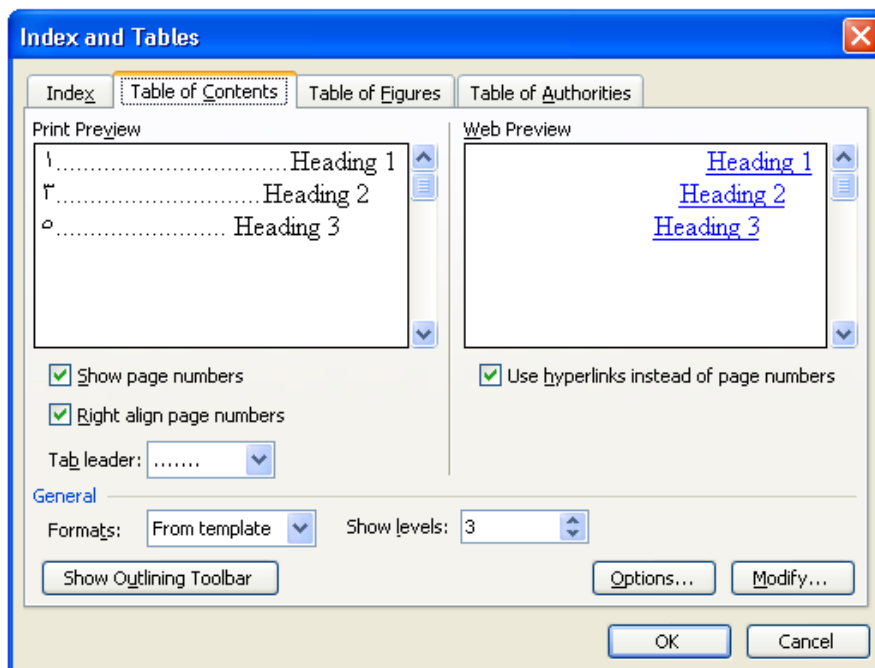 Index and Tables
Index
Table of Contents
Table of Figures
Table of Authorities
Print Preview
١................................Heading 1
٣............................Heading 2
٥........................ Heading 3
Show page numbers
Right align page numbers
Tab leader: .......
Web Preview
Heading 1
Heading 2
Heading 3
Use hyperlinks instead of page numbers
General
Formats: From template
Show levels: 3
Show Outlining Toolbar
Options...
Modify...
OK
Cancel